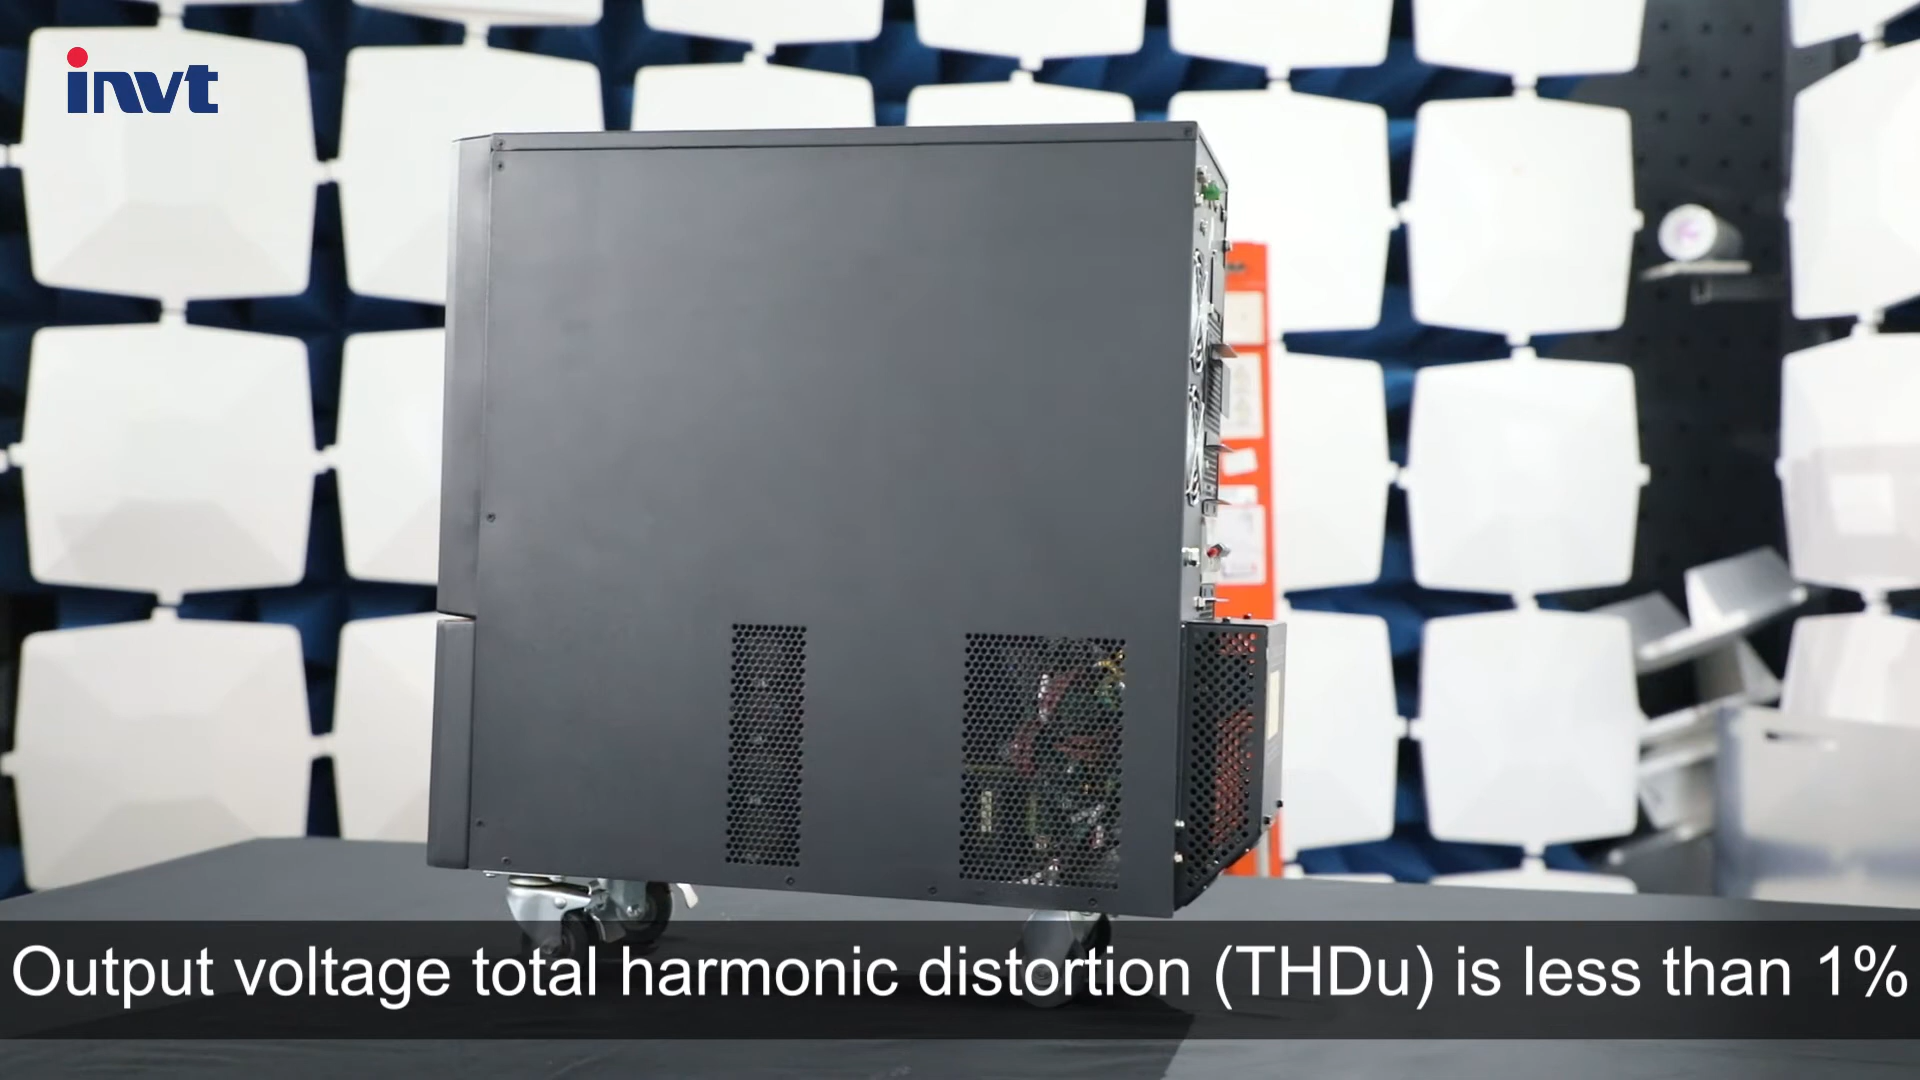 invt
Output voltage total harmonic distortion (THDu) is less than 1%